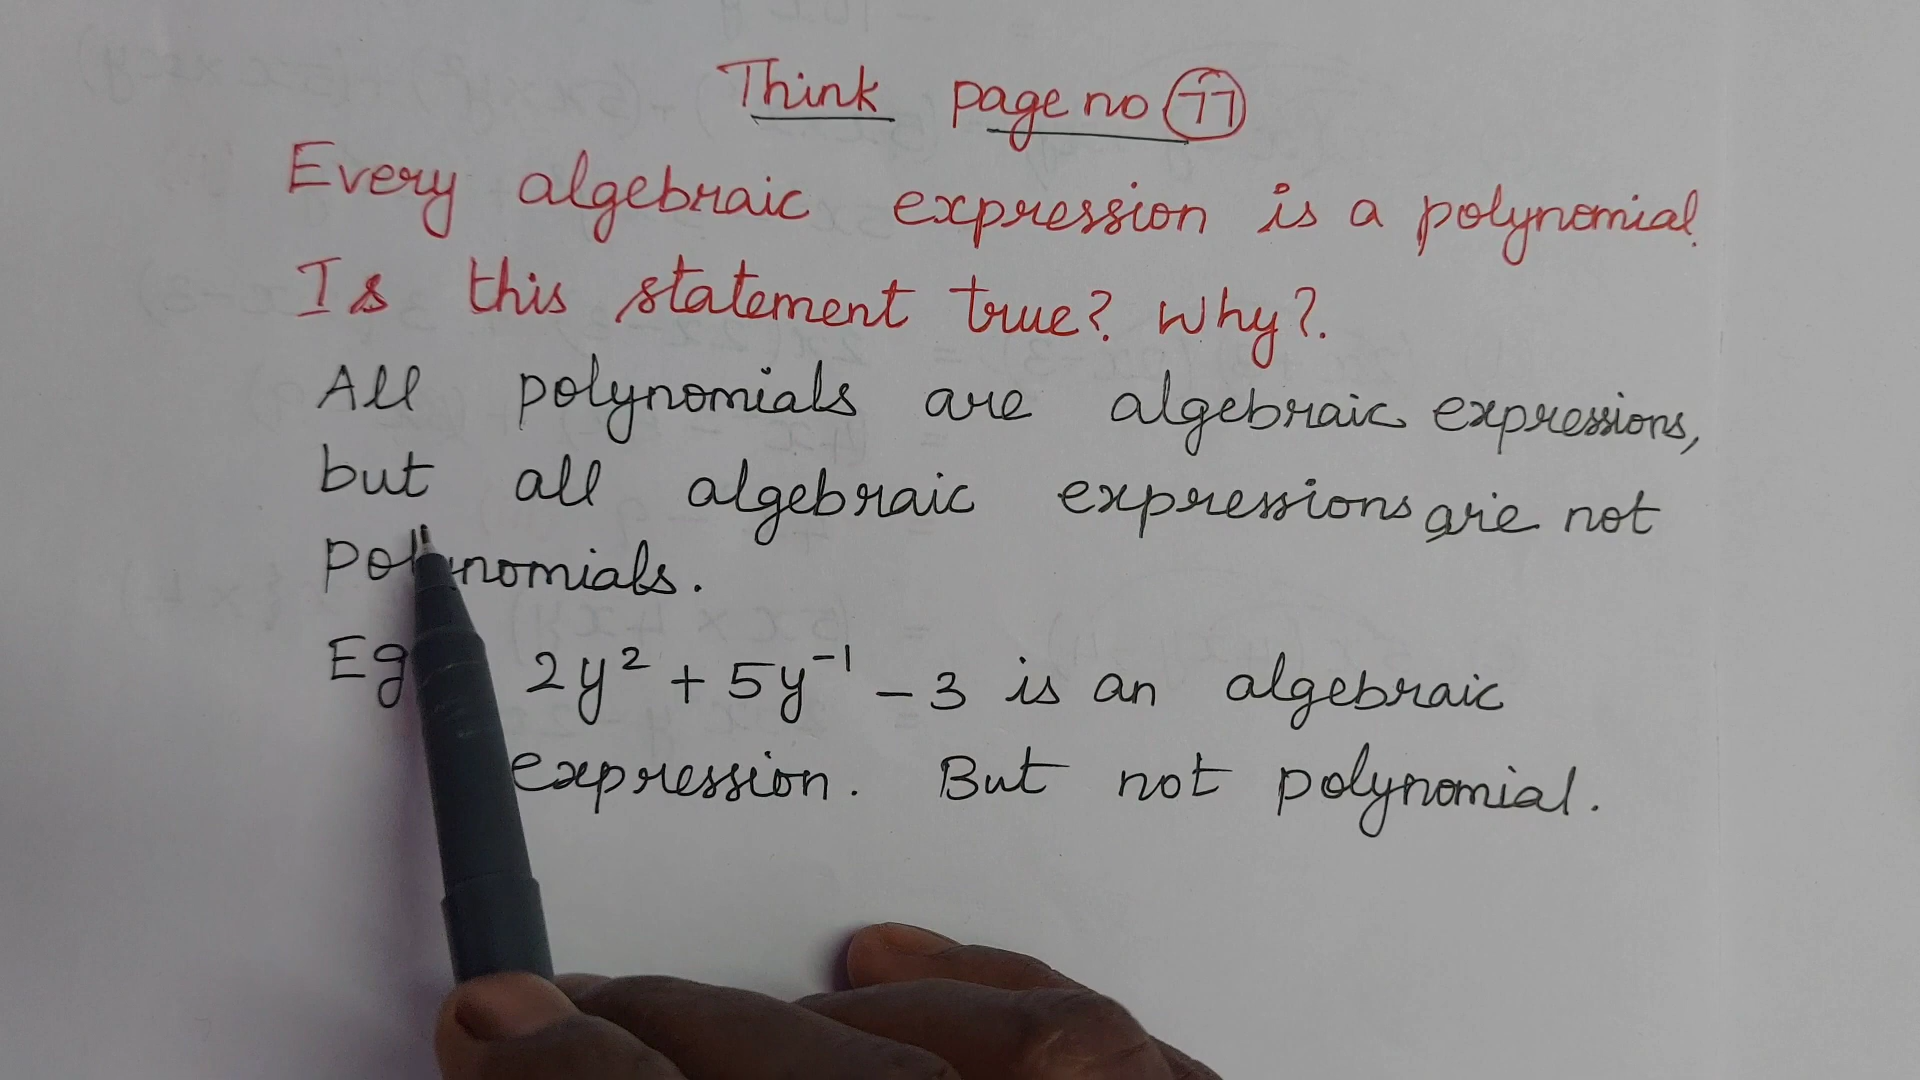 Think page no 77
Every algebraic expression is a polynomial.
Is this statement true? Why?.
All polynomials are algebraic expressions,
but all algebraic expressions are not
polynomials.
Eg 2y² + 5y⁻¹ - 3 is an algebraic
expression. But not polynomial.